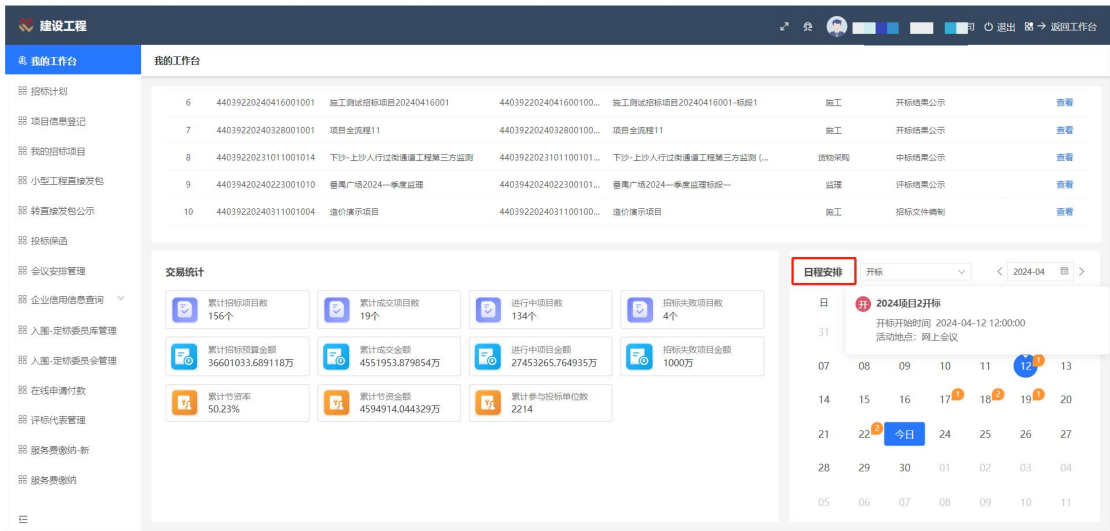 建设工程
司 退出 返回工作台
我的工作台
我的工作台
招标计划
项目信息登记
我的招标项目
小型工程直接发包
转直接发包公示
投标保函
会议安排管理
企业信用信息查询
入围-定标委员库管理
入围-定标委员会管理
在线申请付款
评标代表管理
服务费缴纳-新
服务费缴纳
6 44039220240416001001 施工测试招标项目20240416001 4403922024041600100... 施工测试招标项目20240416001-标段1 施工 开标结果公示 查看
7 44039220240328001001 项目全流程11 4403922024032800100... 项目全流程11 施工 开标结果公示 查看
8 44039220231011001014 下沙-上沙人行过街通道工程第三方监测 4403922023101100101... 下沙-上沙人行过街通道工程第三方监测 (... 货物采购 中标结果公示 查看
9 44039420240223001010 番禺广场2024一季度监理 4403942024022300101... 番禺广场2024一季度监理标段一 监理 评标结果公示 查看
10 44039220240311001004 造价演示项目 4403922024031100100... 造价演示项目 施工 招标文件编制 查看
交易统计
累计招标项目数
156个
累计成交项目数
19个
进行中项目数
134个
招标失败项目数
4个
累计招标预算金额
36601033.689118万
累计成交金额
4551953.879854万
进行中项目金额
27453265.764935万
招标失败项目金额
1000万
累计节资率
50.23%
累计节资金额
4594914.044329万
累计参与投标单位数
2214
日程安排 开标 2024-04
日
开 2024项目2开标
开标开始时间 2024-04-12 12:00:00
活动地点：网上会议
31
07 08 09 10 11 12 1 13
14 15 16 17 1 18 2 19 1 20
21 22 2 今日 24 25 26 27
28 29 30 01 02 03 04
05 06 07 08 09 10 11